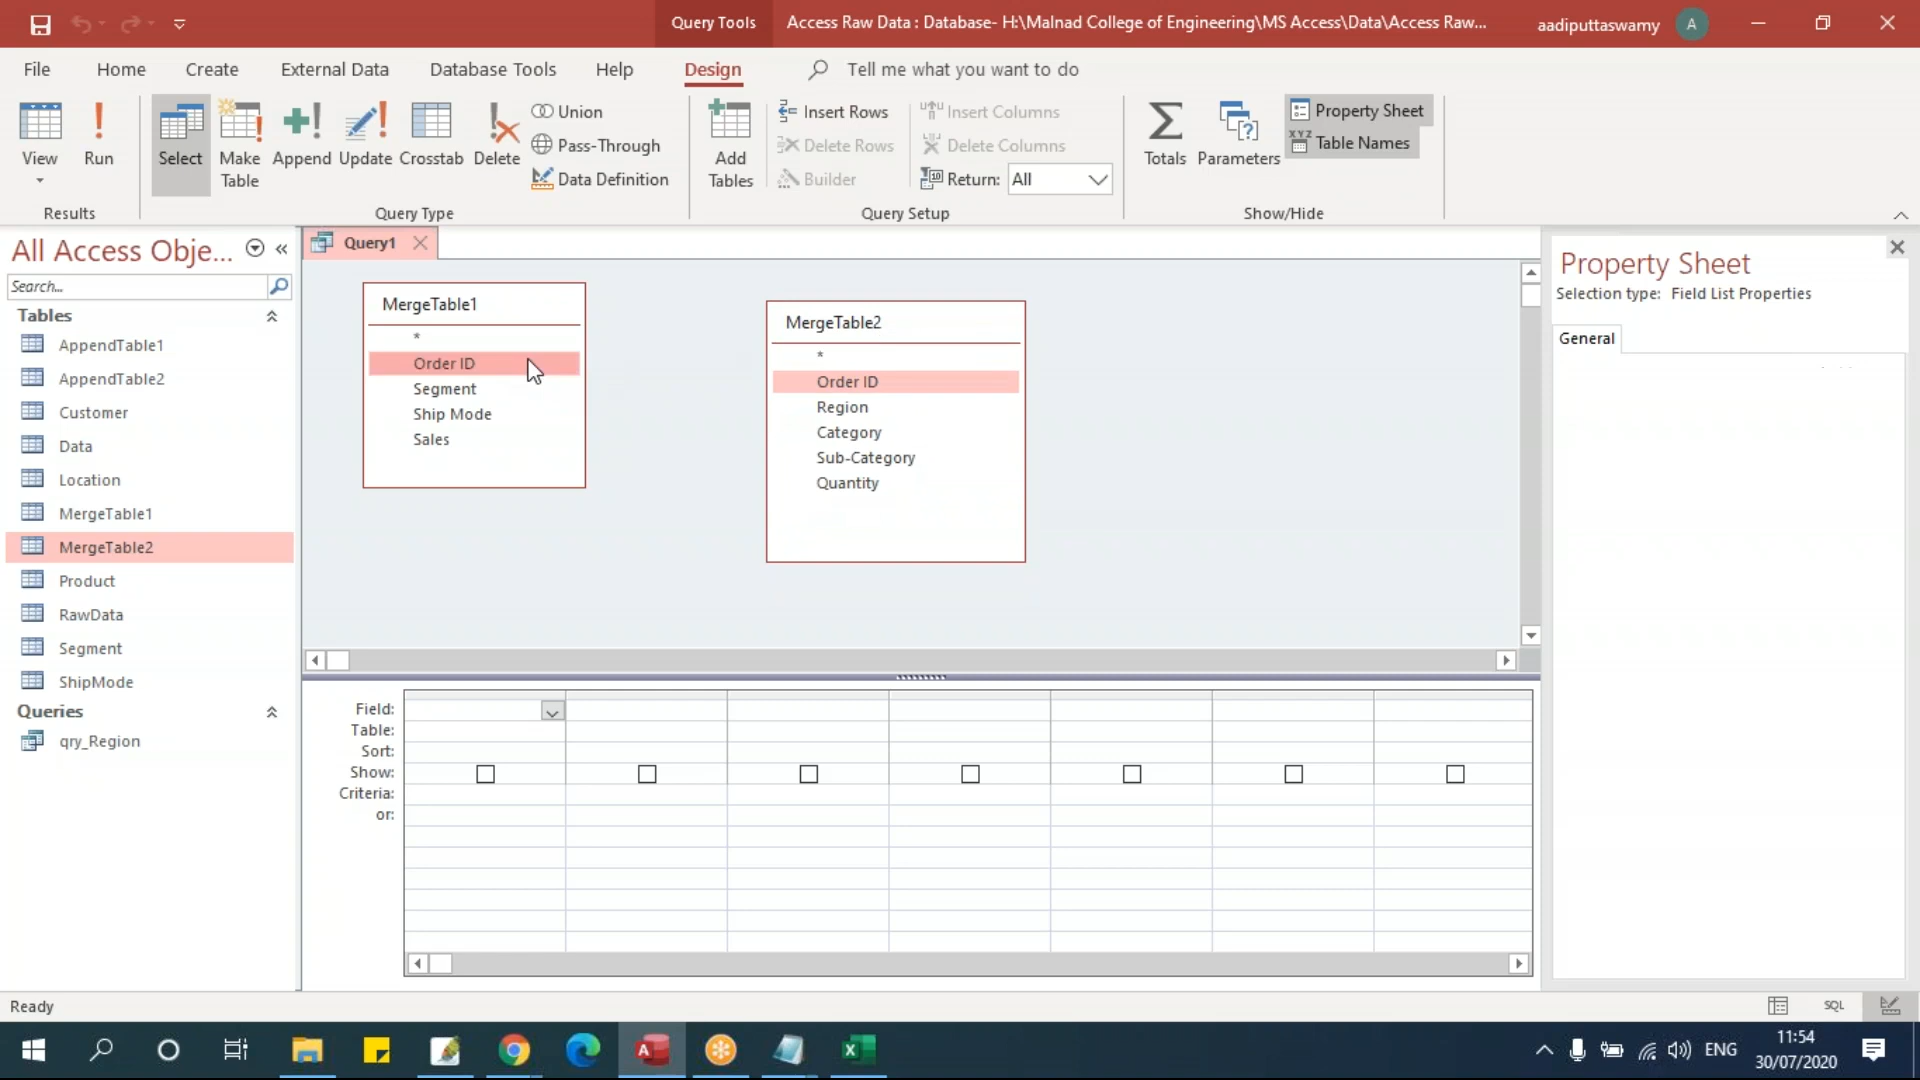 Query Tools
Access Raw Data : Database- H:\Malnad College of Engineering\MS Access\Data\Access Raw...
aadiputtaswamy
A
File Home Create External Data Database Tools Help Design Tell me what you want to do
View
Run
Results
Select
Make Table
Append
Update
Crosstab
Delete
Union
Pass-Through
Data Definition
Query Type
Add Tables
Insert Rows
Delete Rows
Builder
Insert Columns
Delete Columns
Return: All
Query Setup
Totals
Parameters
Property Sheet
XYZ Table Names
Show/Hide
All Access Obje...
Search...
Tables
AppendTable1
AppendTable2
Customer
Data
Location
MergeTable1
MergeTable2
Product
RawData
Segment
ShipMode
Queries
qry_Region
Query1
MergeTable1
*
Order ID
Segment
Ship Mode
Sales
MergeTable2
*
Order ID
Region
Category
Sub-Category
Quantity
Field:
Table:
Sort:
Show:
Criteria:
or:
Property Sheet
Selection type: Field List Properties
General
Ready
SQL
ENG
11:54
30/07/2020